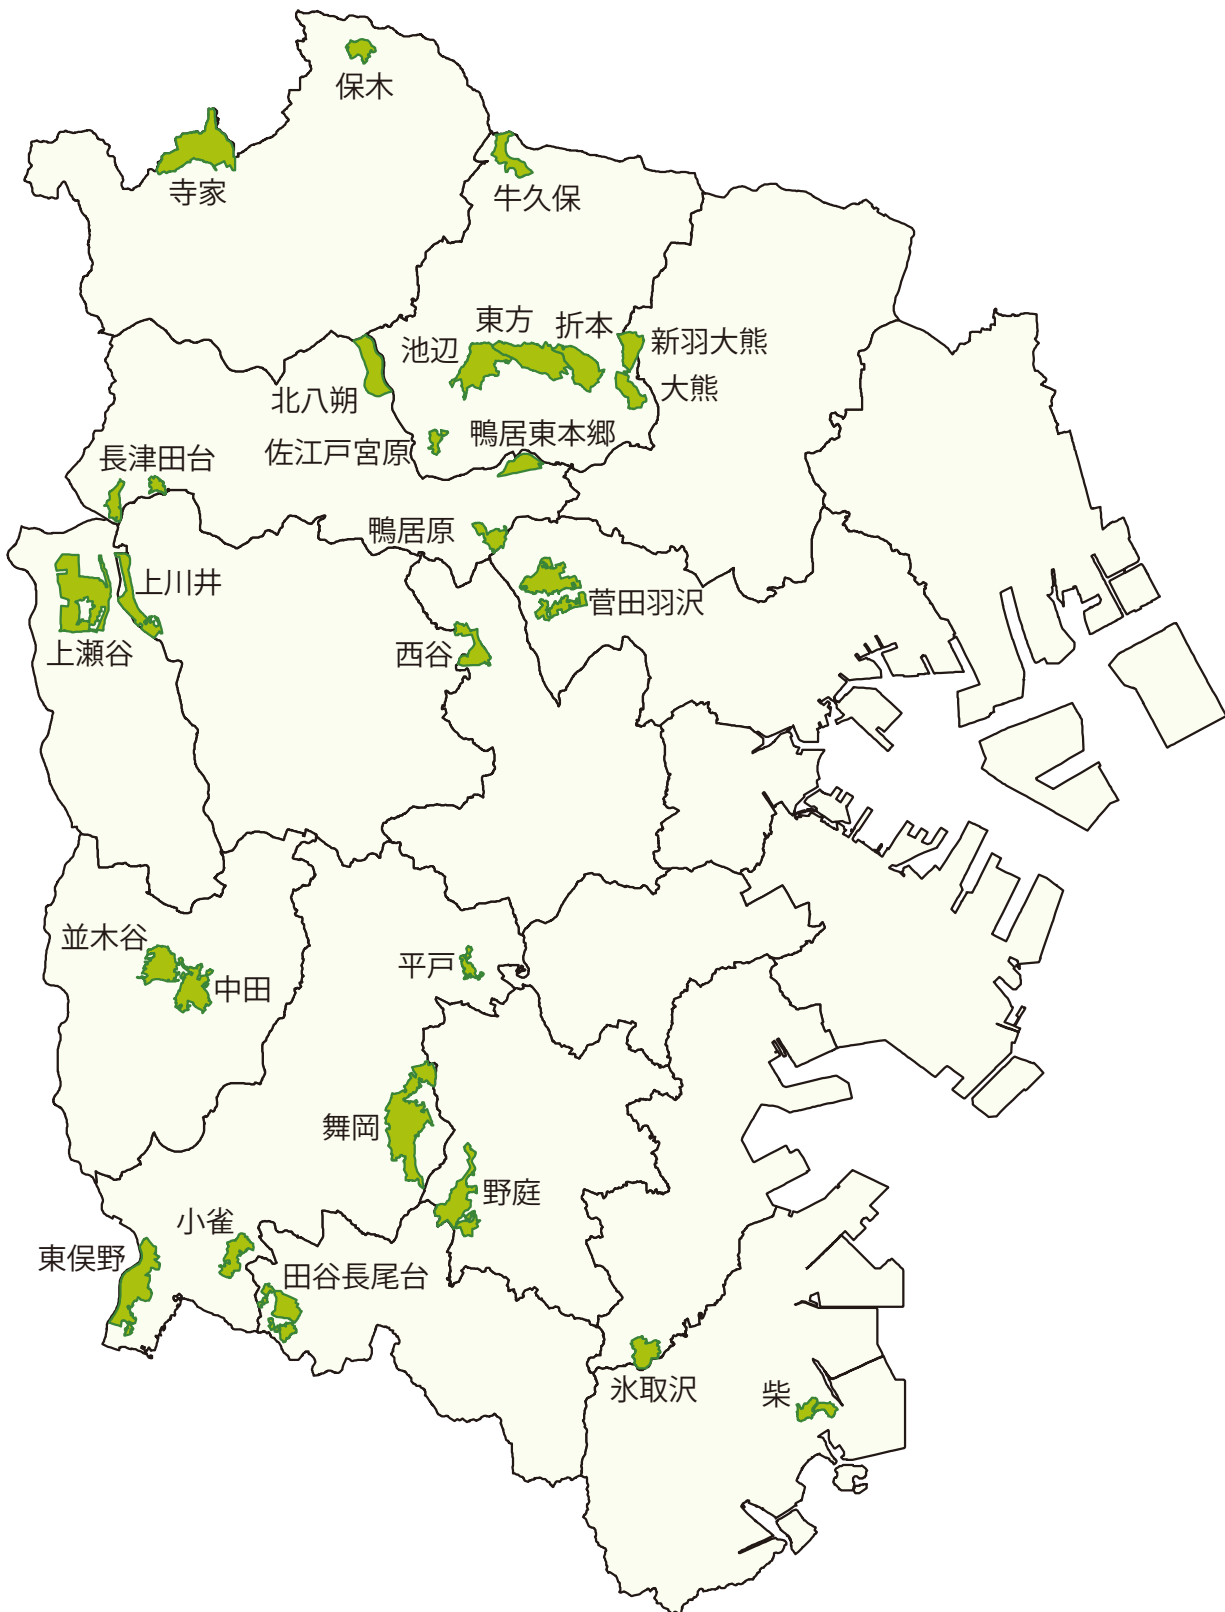 保木
寺家
牛久保
東方
折本
新羽大熊
池辺
大熊
北八朔
鴨居東本郷
佐江戸宮原
長津田台
鴨居原
上川井
菅田羽沢
上瀬谷
西谷
並木谷
平戸
中田
舞岡
野庭
小雀
東俣野
田谷長尾台
氷取沢
柴